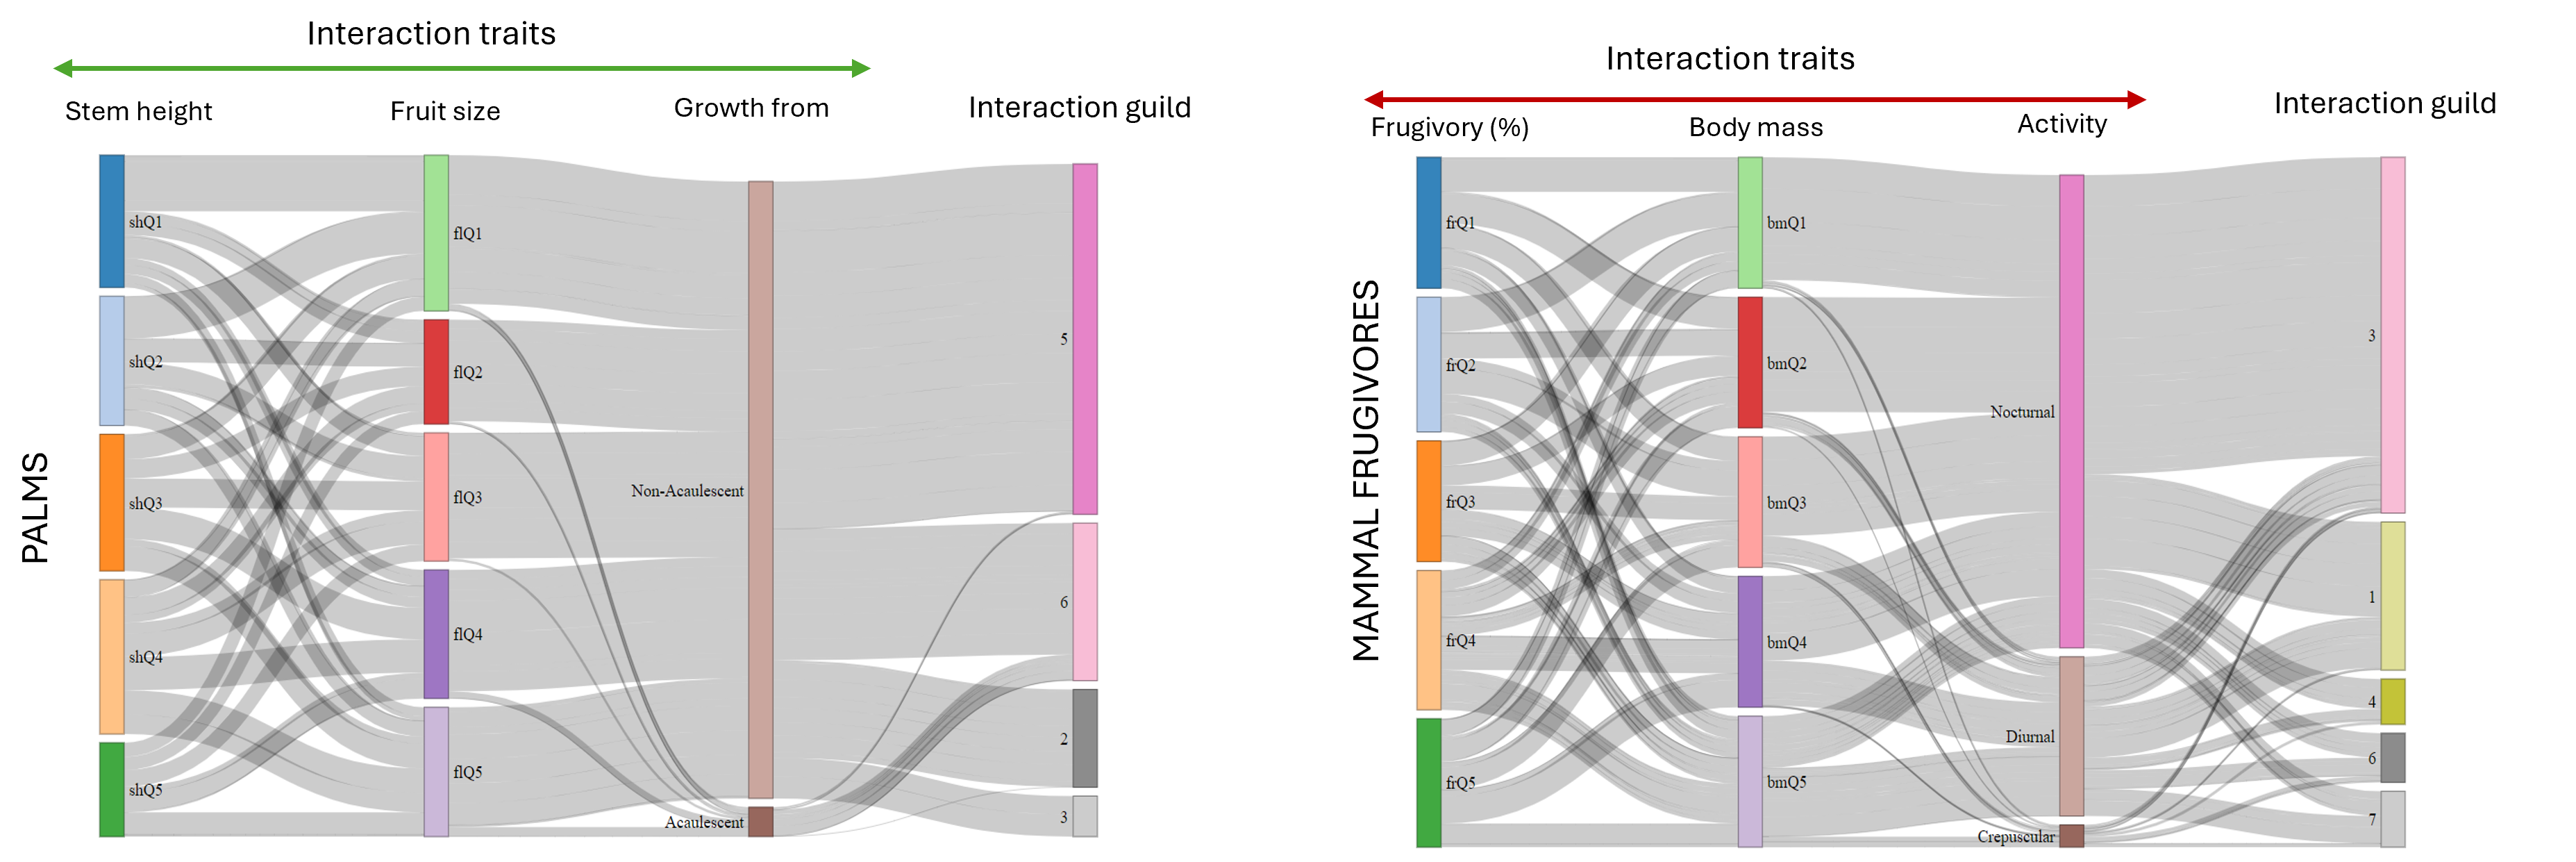 Interaction traits
Stem height
Fruit size
Growth from
Interaction guild
PALMS
shQ1
shQ2
shQ3
shQ4
shQ5
flQ1
flQ2
flQ3
flQ4
flQ5
Non-Acaulescent
Acaulescent
5
6
2
3
Interaction traits
Frugivory (%)
Body mass
Activity
Interaction guild
MAMMAL FRUGIVORES
frQ1
frQ2
frQ3
frQ4
frQ5
bmQ1
bmQ2
bmQ3
bmQ4
bmQ5
Nocturnal
Diurnal
Crepuscular
3
1
4
6
7